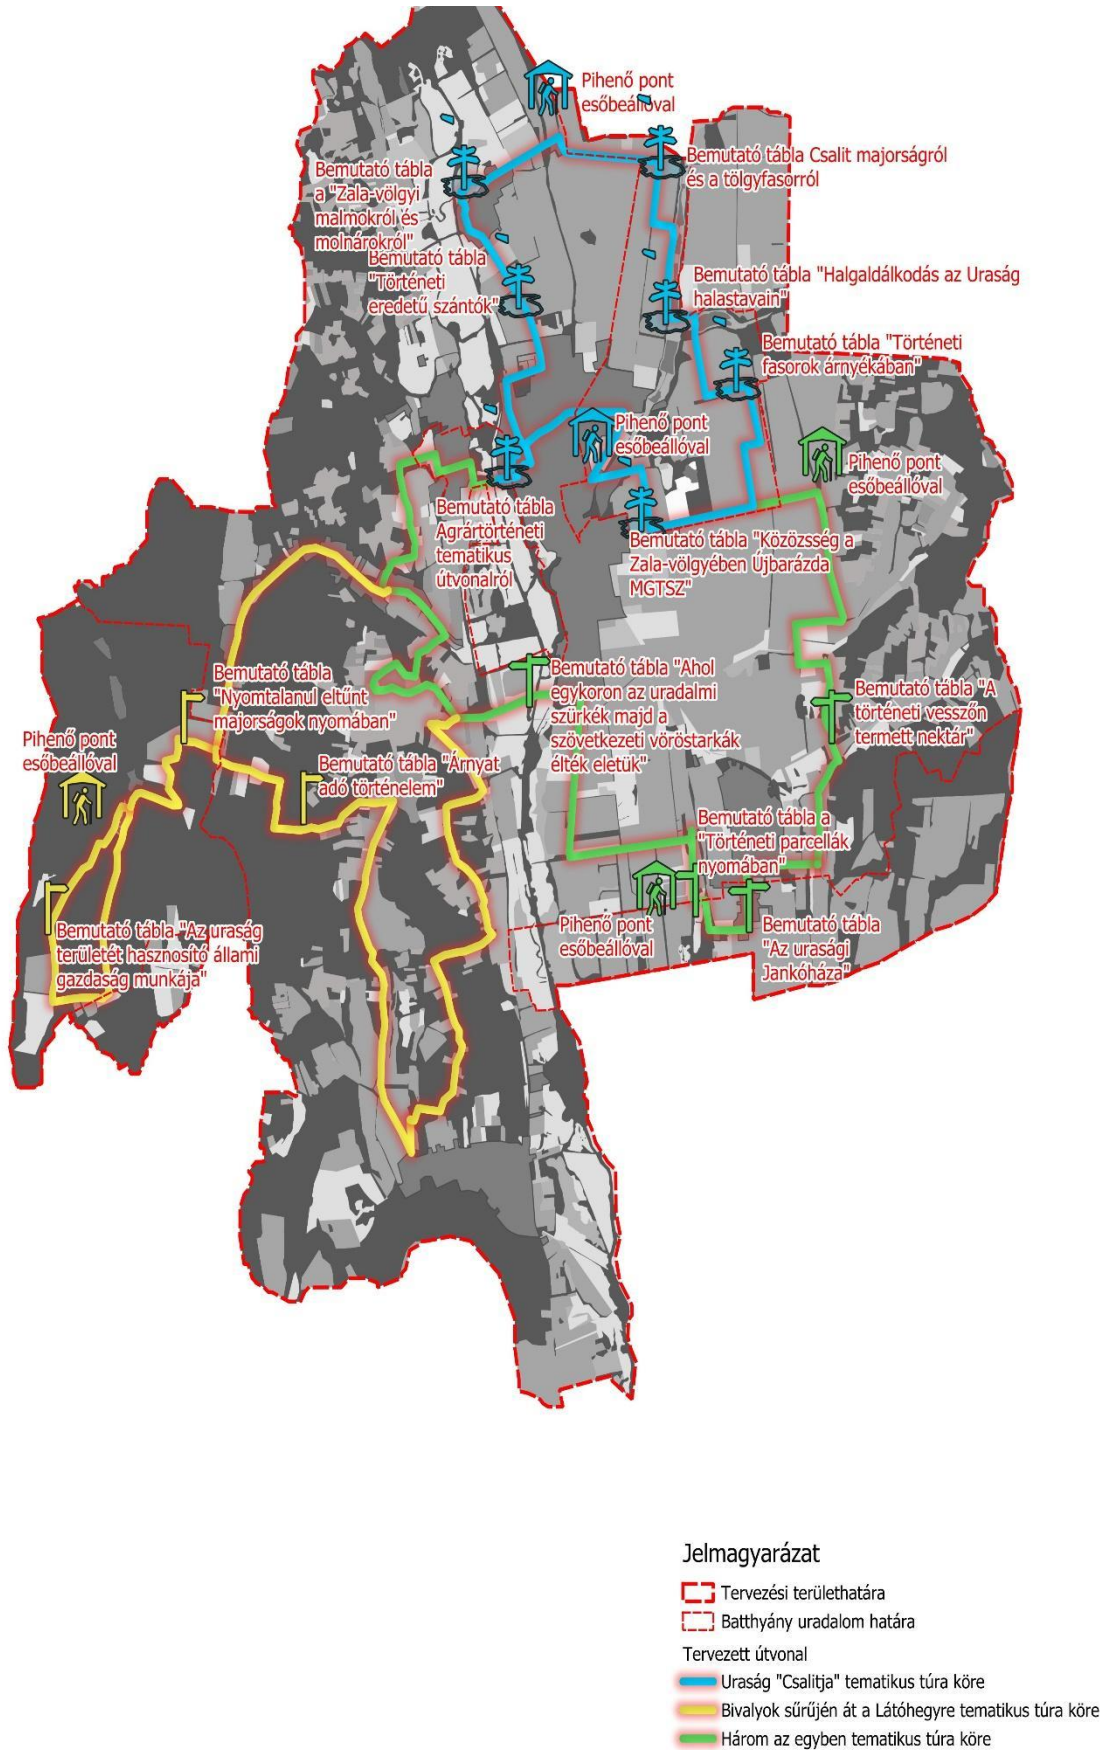 Pihenő pont
esőbeállóval
Bemutató tábla Csalit majorságról
és a tölgyfasorról
Bemutató tábla
a "Zala-völgyi
malmokról és
molnárokról"
Bemutató tábla
"Történeti
eredetű szántók"
Bemutató tábla "Halgaldálkodás az Uraság
halastavain"
Bemutató tábla "Történeti
fasorok árnyékában"
Pihenő pont
esőbeállóval
Pihenő pont
esőbeállóval
Bemutató tábla
Agrártörténeti
tematikus
útvonalról
Bemutató tábla "Közözsség a
Zala-völgyében Újbarázda
MGTSZ"
Bemutató tábla
"Nyomtalanul eltűnt
majorságok nyomában"
Bemutató tábla "Ahol
egykoron az uradalmi
szürkék majd a
szövetkezeti vöröstarkák
élték eletük"
Bemutató tábla "A
történeti vesszőn
termett nektár"
Pihenő pont
esőbeállóval
Bemutató tábla "Árnyat
adó történelem"
Bemutató tábla a
"Történeti parcellák
nyomában"
Bemutató tábla "Az uraság
területét hasznosító állami
gazdaság munkája"
Pihenő pont
esőbeállóval
Bemutató tábla
"Az urasági
Jankóháza"
Jelmagyarázat
Tervezési területhatára
Batthyány uradalom határa
Tervezett útvonal
Uraság "Csalitja" tematikus túra köre
Bivalyok sűrűjén át a Látóhegyre tematikus túra köre
Három az egyben tematikus túra köre